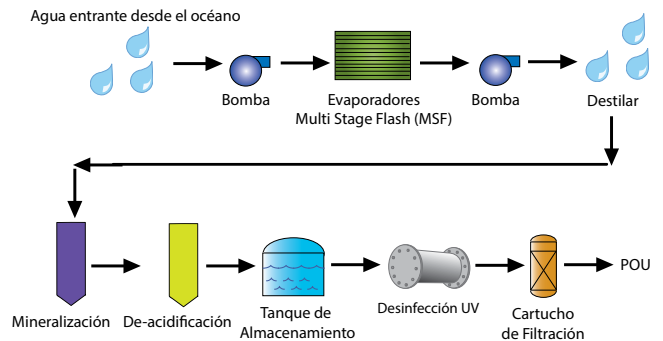 Agua entrante desde el océano
Bomba
Evaporadores
Multi Stage Flash (MSF)
Bomba
Destilar
Mineralización
De-acidificación
Tanque de
Almacenamiento
Desinfección UV
Cartucho
de Filtración
POU